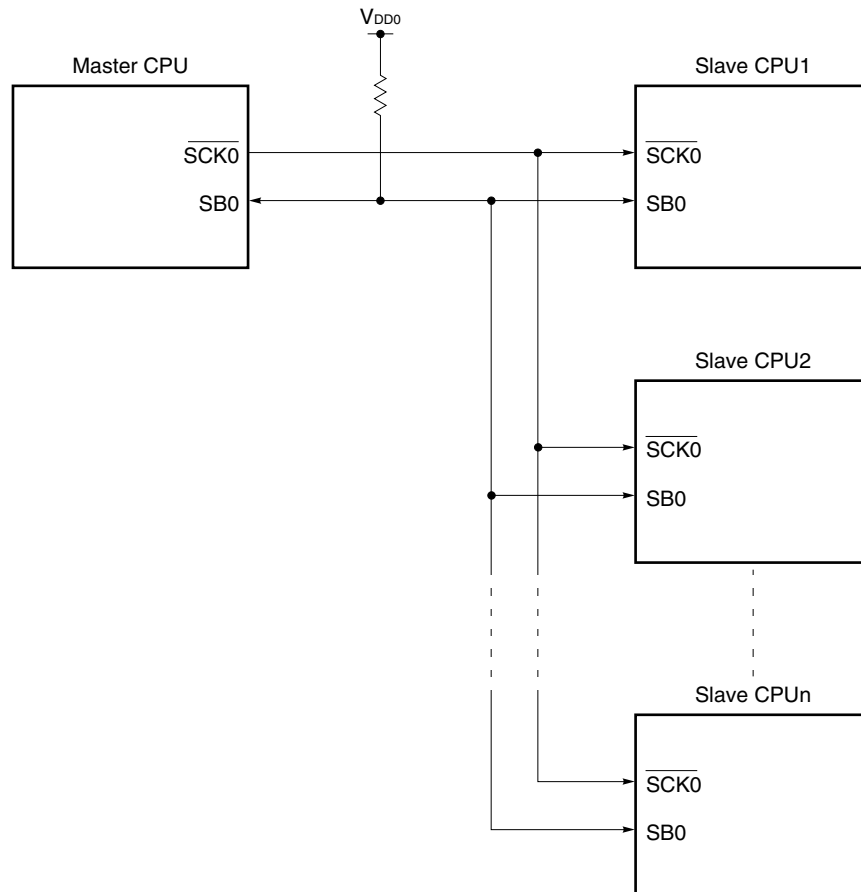 VDD0
Master CPU
SCK0
SB0
Slave CPU1
SCK0
SB0
Slave CPU2
SCK0
SB0
Slave CPUn
SCK0
SB0